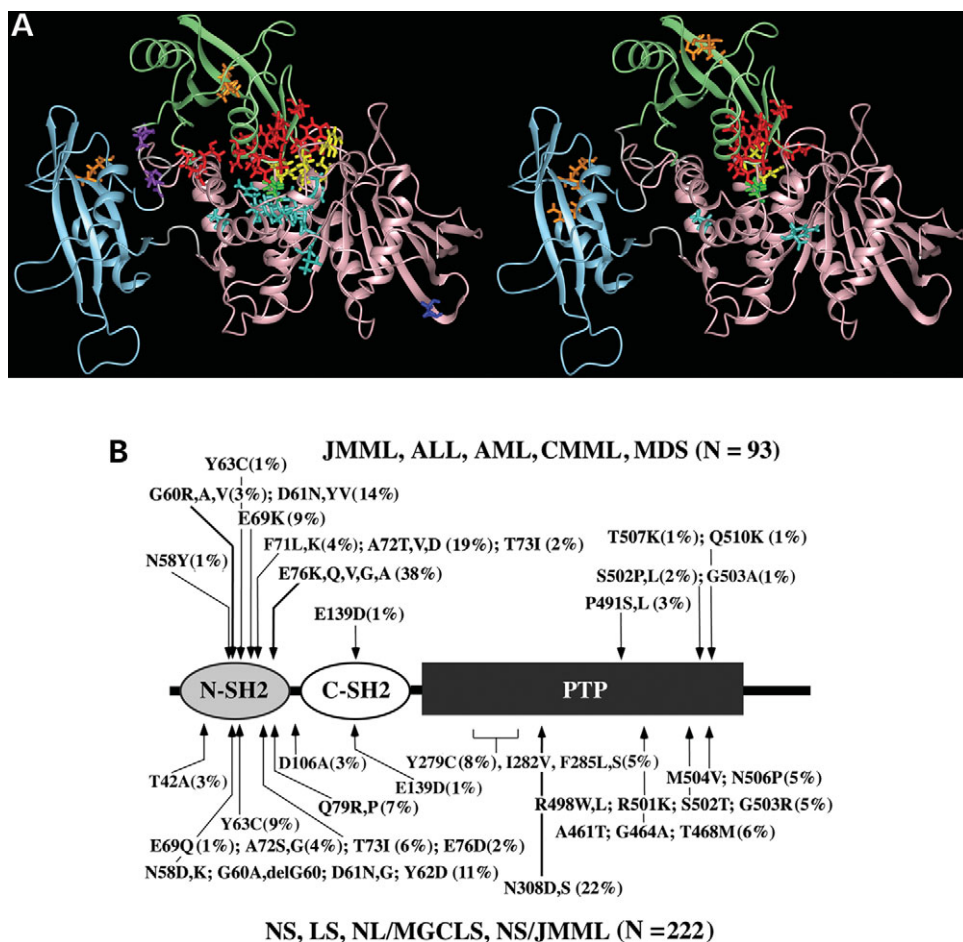 A
B
JMML, ALL, AML, CMML, MDS (N = 93)
Y63C(1%)
G60R,A,V(3%); D61N,YV(14%)
E69K(9%)
F71L,K(4%); A72T,V,D (19%); T73I (2%)
N58Y(1%)
E76K,Q,V,G,A (38%)
E139D(1%)
T507K(1%); Q510K (1%)
S502P,L(2%); G503A(1%)
P491S,L (3%)
N-SH2
C-SH2
PTP
T42A(3%)
D106A(3%)
Y279C(8%), I282V, F285L,S(5%)
M504V; N506P(5%)
E139D(1%)
Q79R,P(7%)
R498W,L; R501K; S502T; G503R(5%)
Y63C(9%)
A461T; G464A; T468M(6%)
E69Q(1%); A72S,G(4%); T73I (6%); E76D(2%)
N58D,K; G60A,delG60; D61N,G; Y62D (11%)
N308D,S (22%)
NS, LS, NL/MGCLS, NS/JMML (N =222)